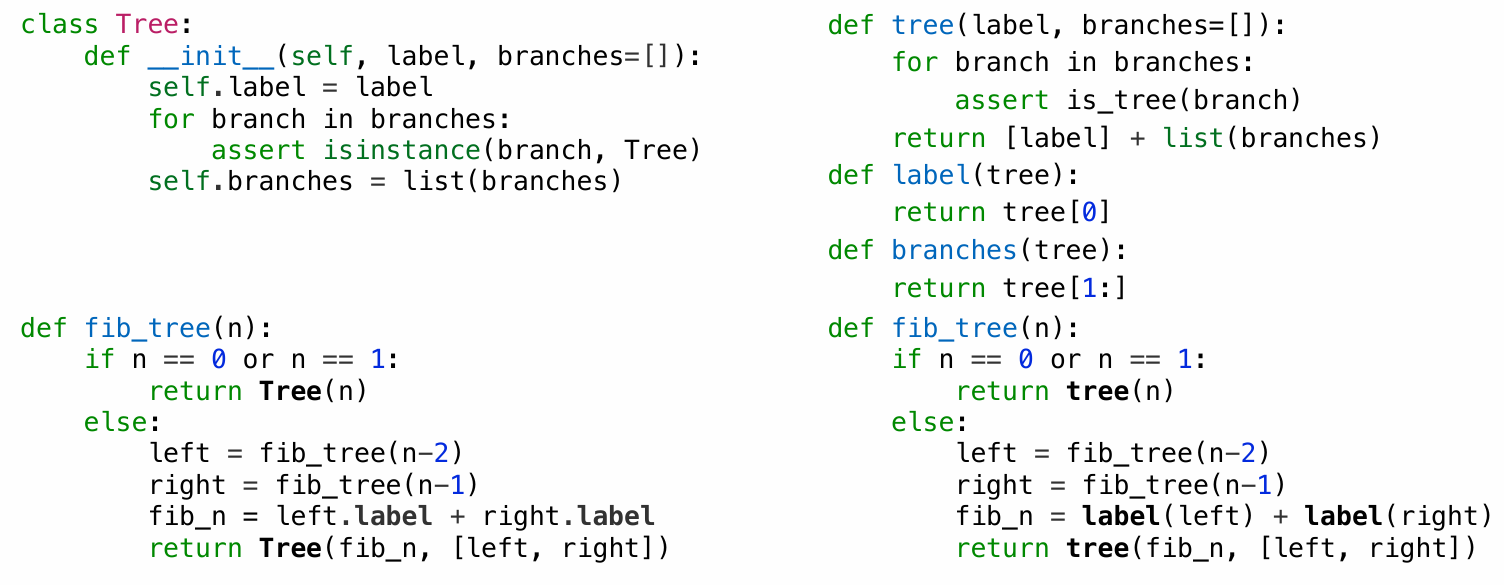 class Tree:
    def __init__(self, label, branches=[]):
        self.label = label
        for branch in branches:
            assert isinstance(branch, Tree)
        self.branches = list(branches)
def fib_tree(n):
    if n == 0 or n == 1:
        return Tree(n)
    else:
        left = fib_tree(n-2)
        right = fib_tree(n-1)
        fib_n = left.label + right.label
        return Tree(fib_n, [left, right])
def tree(label, branches=[]):
    for branch in branches:
        assert is_tree(branch)
    return [label] + list(branches)
def label(tree):
    return tree[0]
def branches(tree):
    return tree[1:]
def fib_tree(n):
    if n == 0 or n == 1:
        return tree(n)
    else:
        left = fib_tree(n-2)
        right = fib_tree(n-1)
        fib_n = label(left) + label(right)
        return tree(fib_n, [left, right])